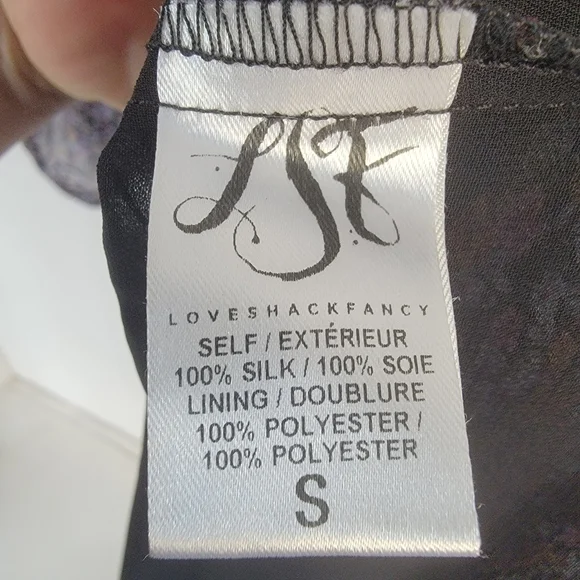 LSF
LOVESHACKFANCY
SELF / EXTÉRIEUR
100% SILK / 100% SOIE
LINING / DOUBLURE
100% POLYESTER /
100% POLYESTER
S